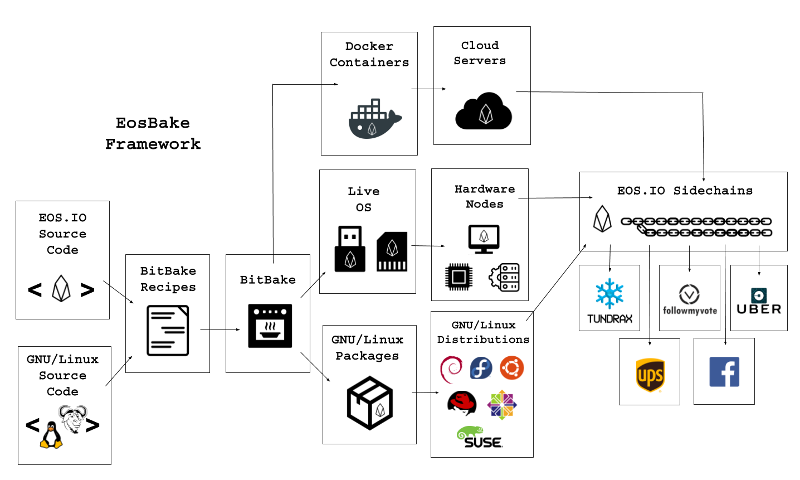 EosBake
Framework
EOS.IO
Source
Code
< >
GNU/Linux
Source
Code
< >
BitBake
Recipes
BitBake
Docker
Containers
Cloud
Servers
Live
OS
Hardware
Nodes
GNU/Linux
Packages
GNU/Linux
Distributions
SUSE
EOS.IO Sidechains
TUNDRAX
followmyvote
UBER
ups
f